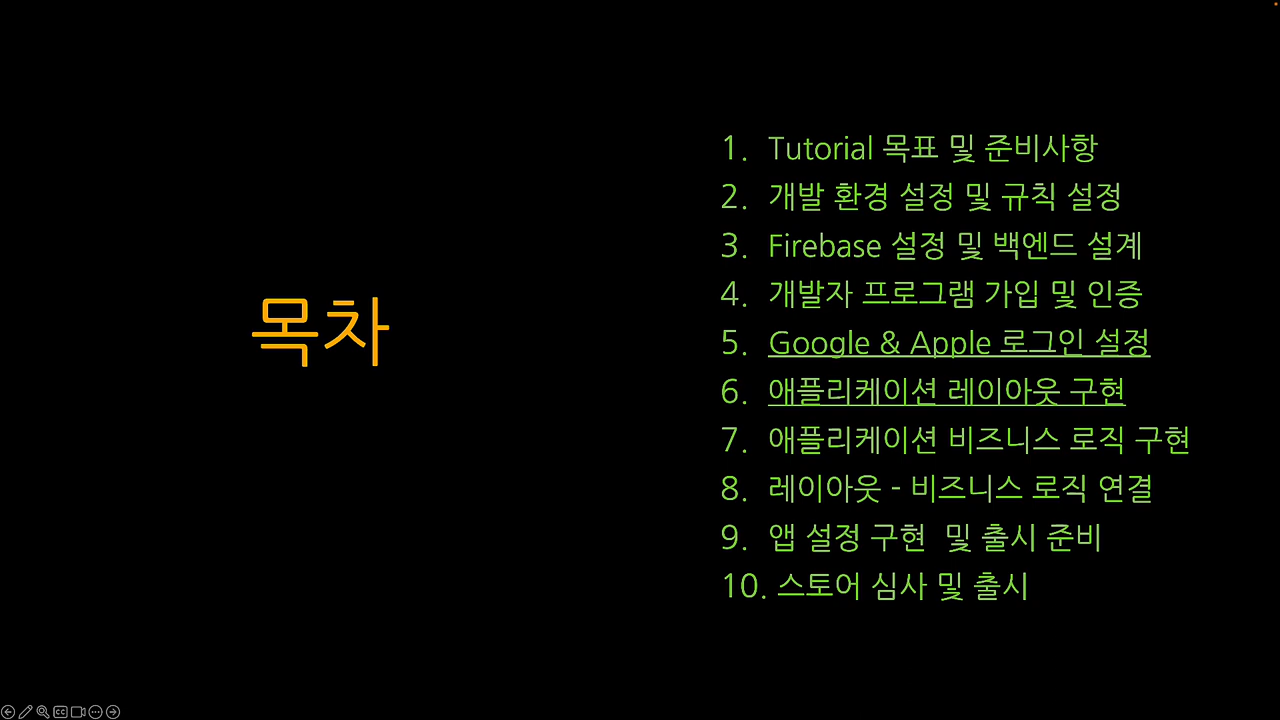 목차
1. Tutorial 목표 및 준비사항
2. 개발 환경 설정 및 규칙 설정
3. Firebase 설정 및 백엔드 설계
4. 개발자 프로그램 가입 및 인증
5. Google & Apple 로그인 설정
6. 애플리케이션 레이아웃 구현
7. 애플리케이션 비즈니스 로직 구현
8. 레이아웃 - 비즈니스 로직 연결
9. 앱 설정 구현  및 출시 준비
10. 스토어 심사 및 출시